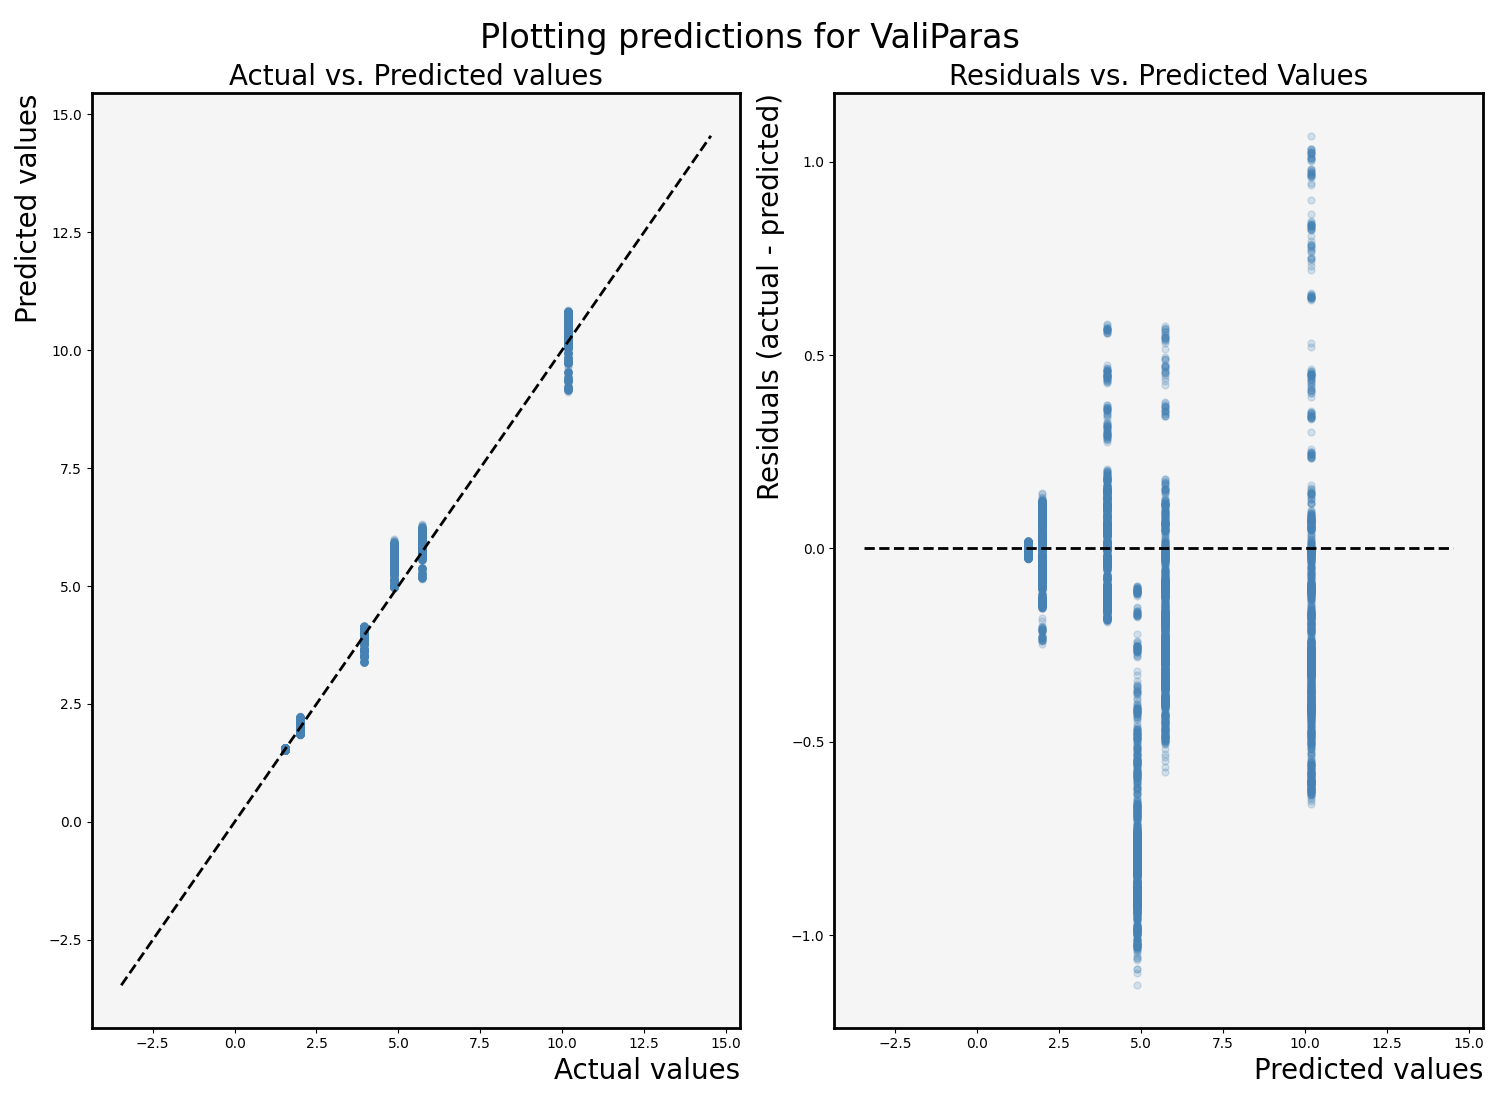 Plotting predictions for ValiParas
Actual vs. Predicted values
Predicted values
15.0
12.5
10.0
7.5
5.0
2.5
0.0
−2.5
−2.5 0.0 2.5 5.0 7.5 10.0 12.5 15.0
Actual values
Residuals vs. Predicted Values
Residuals (actual - predicted)
1.0
0.5
0.0
−0.5
−1.0
−2.5 0.0 2.5 5.0 7.5 10.0 12.5 15.0
Predicted values